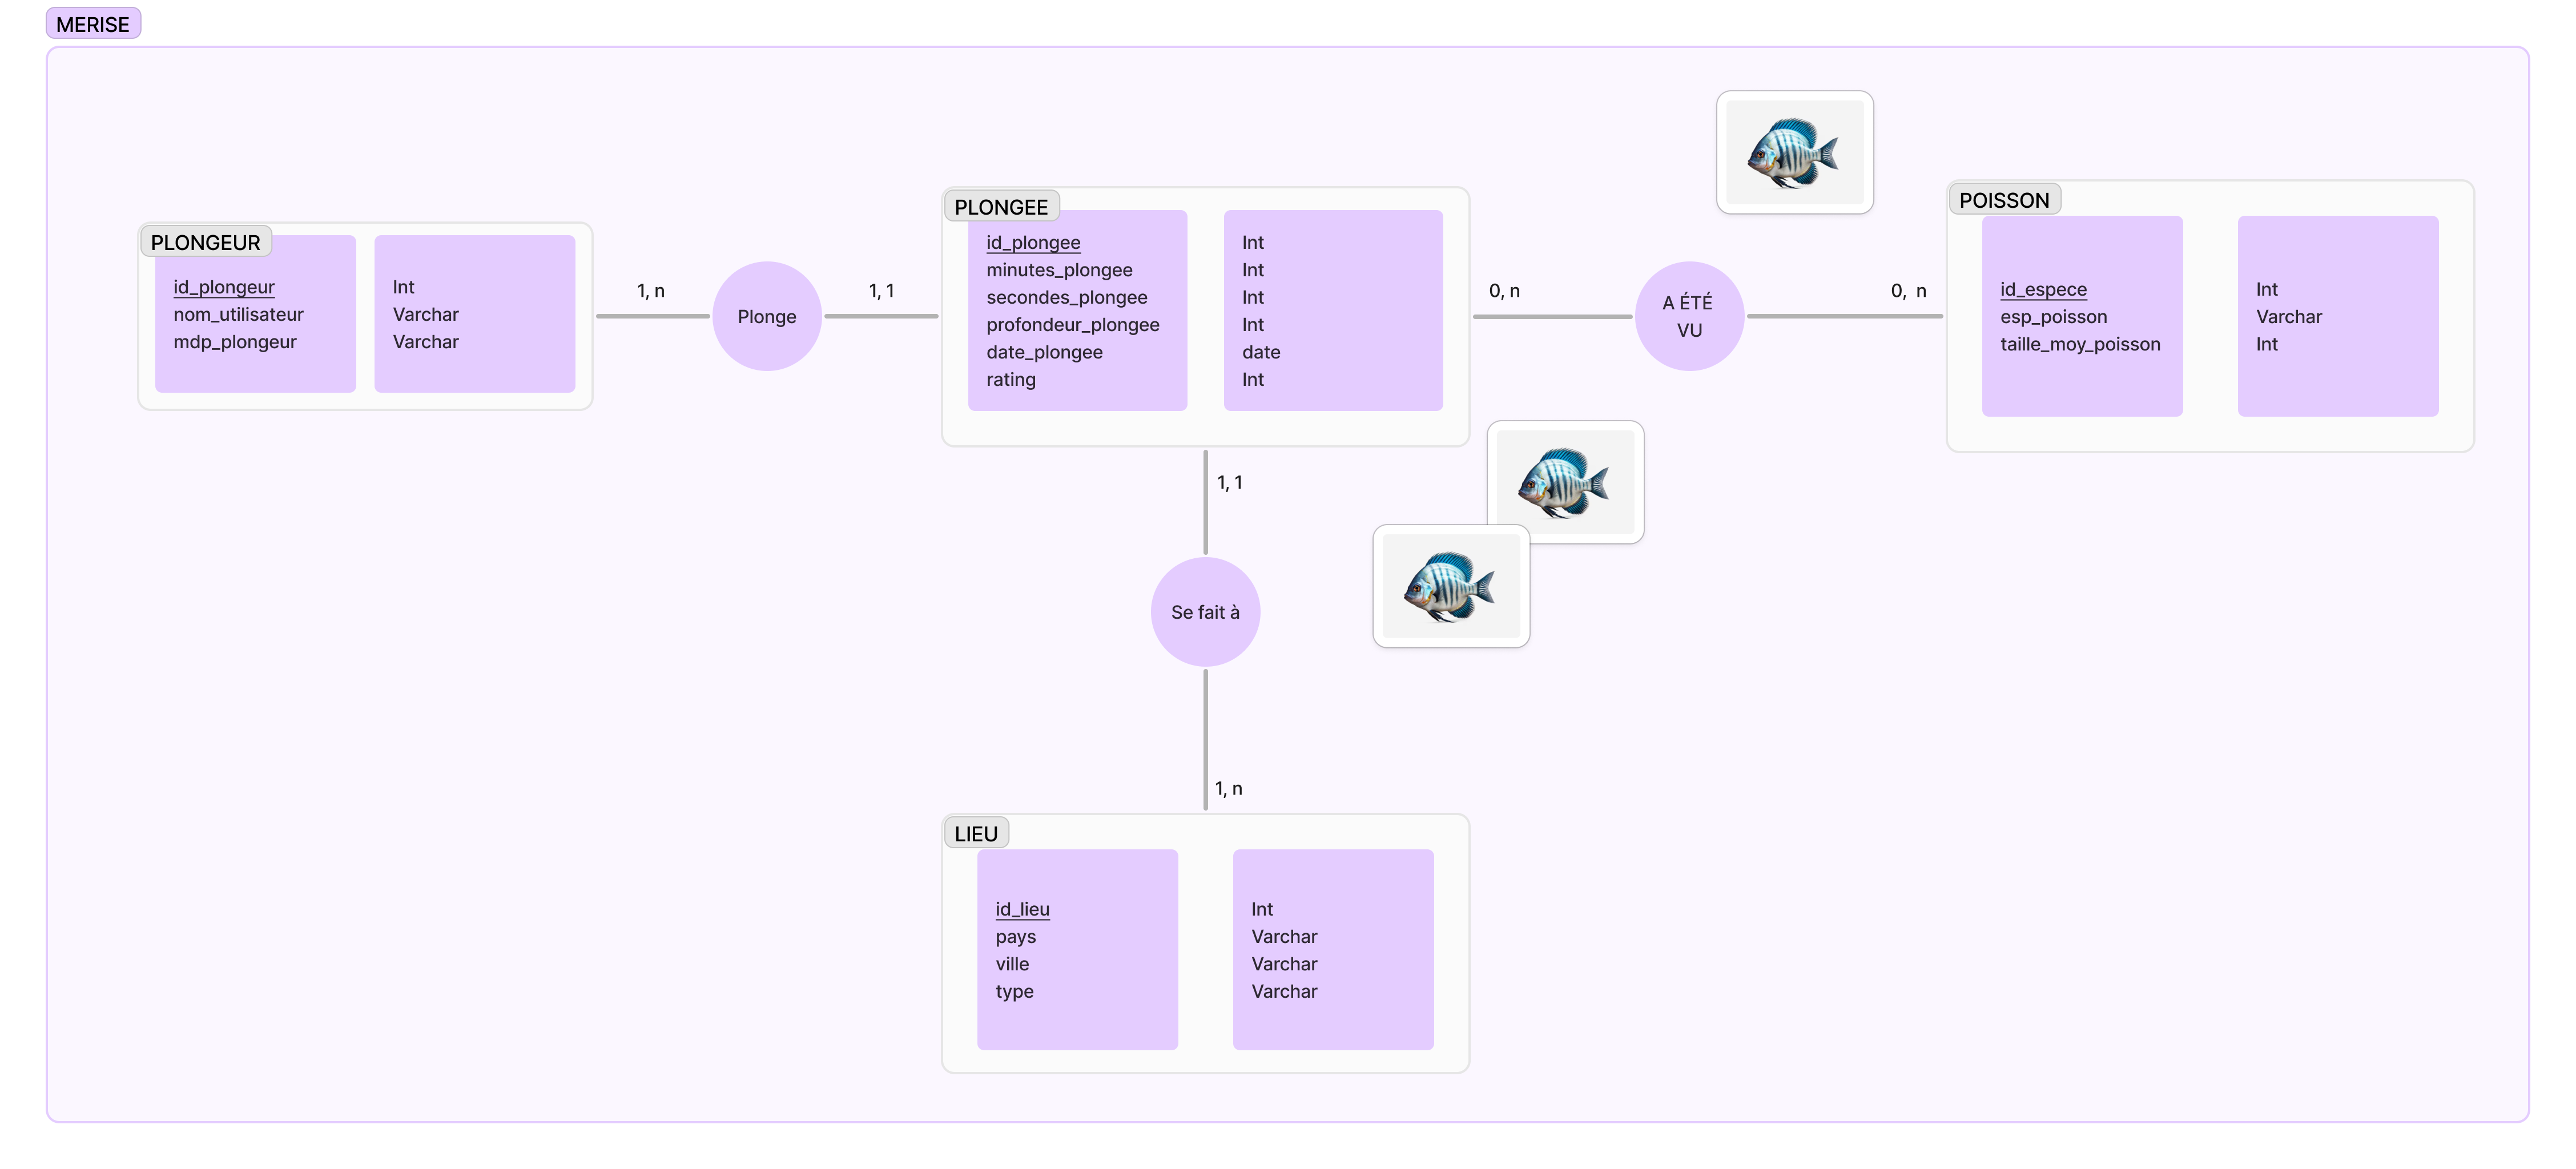 MERISE
PLONGEUR
id_plongeur
nom_utilisateur
mdp_plongeur
Int
Varchar
Varchar
1, n
Plonge
1, 1
PLONGEE
id_plongee
minutes_plongee
secondes_plongee
profondeur_plongee
date_plongee
rating
Int
Int
Int
Int
date
Int
0, n
A ÉTÉ
VU
0, n
POISSON
id_espece
esp_poisson
taille_moy_poisson
Int
Varchar
Int
1, 1
Se fait à
1, n
LIEU
id_lieu
pays
ville
type
Int
Varchar
Varchar
Varchar